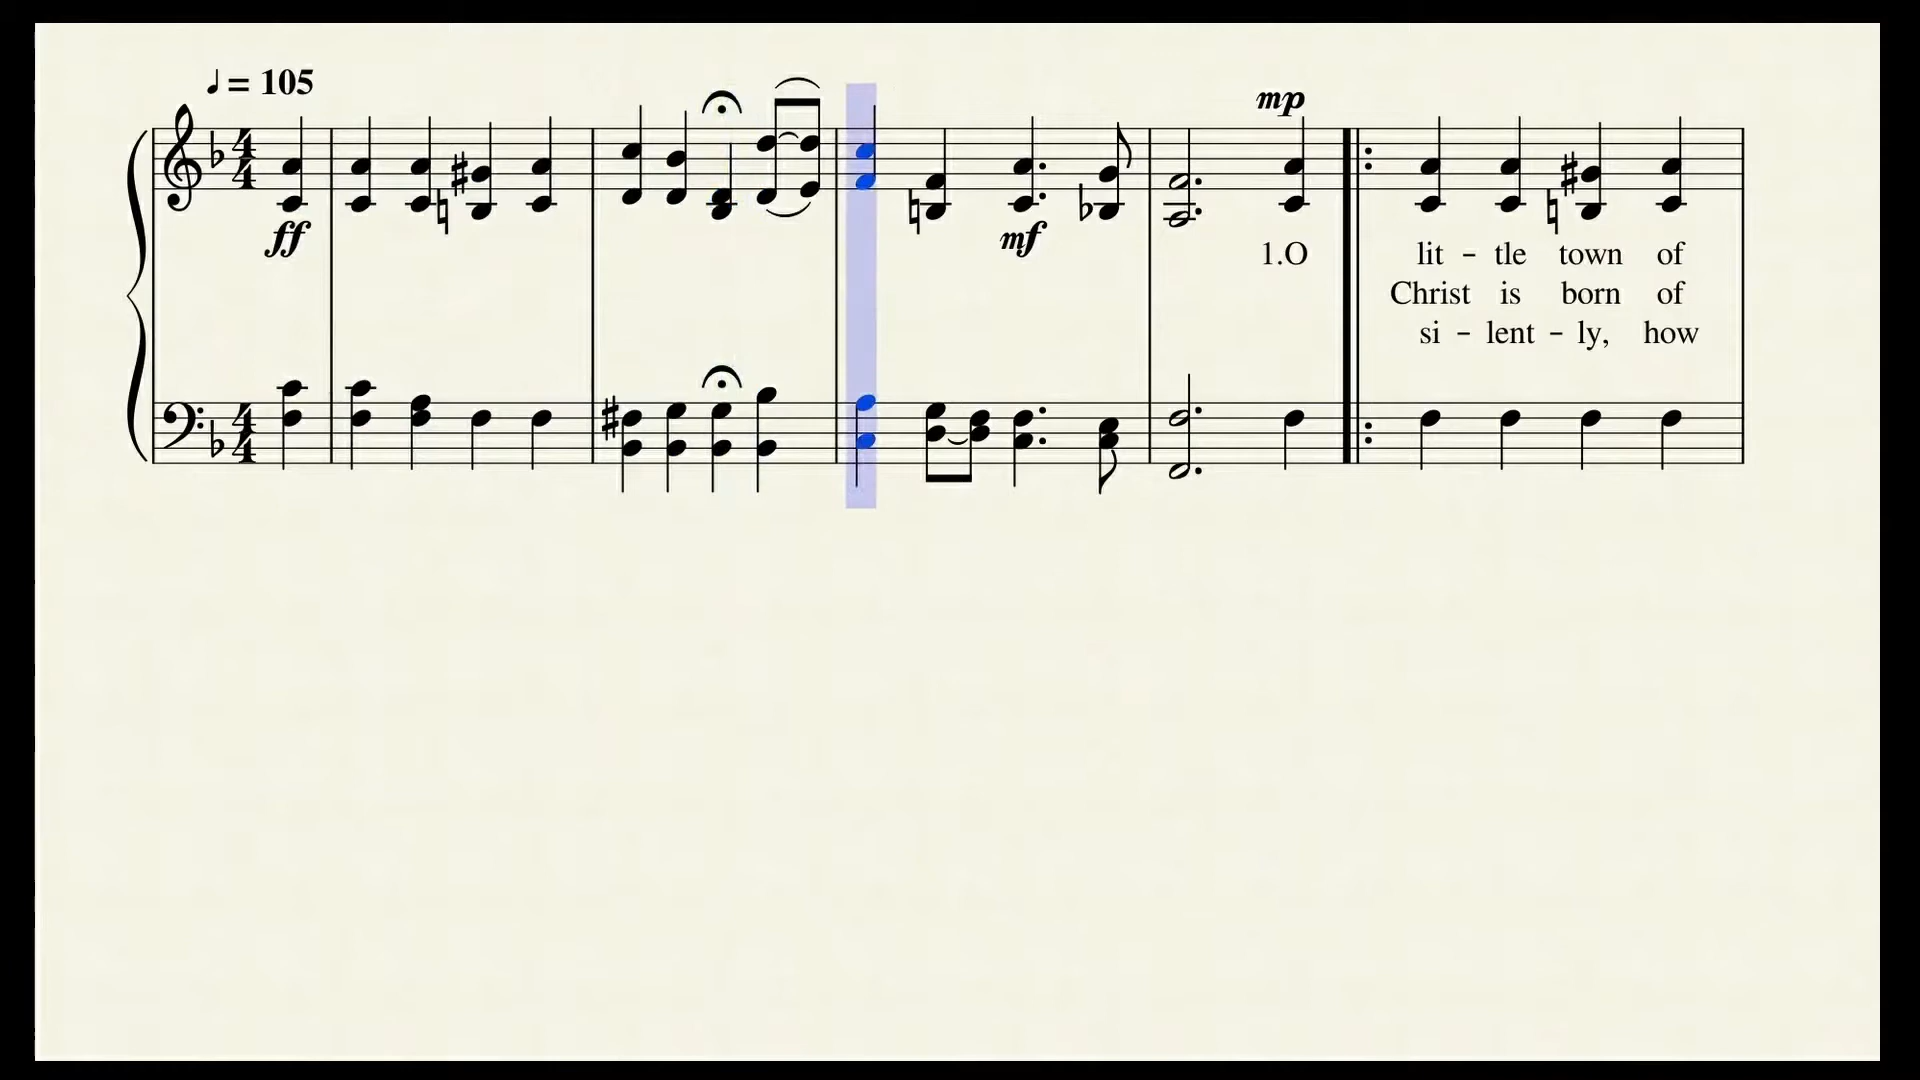 ♩= 105
mp
ff
mf
1.O lit - tle town of
Christ is born of
si - lent - ly, how